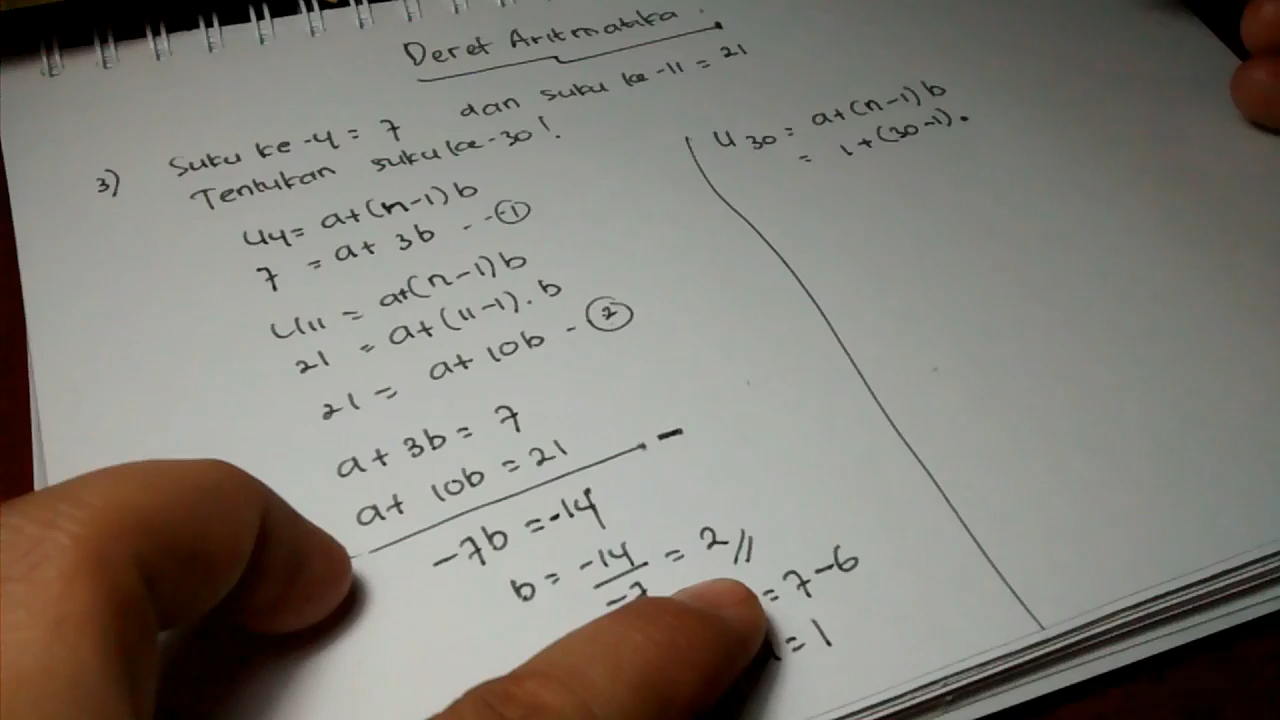 Deret Aritmatika.
3) Suku ke-4 = 7 dan suku ke-11 = 21
Tentukan suku ke-30!
U4 = a+(n-1)b
7 = a+ 3b --①
U11 = a+(n-1)b
21 = a+(11-1).b
21 = a+ 10b - ②
a+ 3b = 7
a+ 10b = 21 -
-7b = -14
b = -14/-7 = 2 //
= 7-6
= 1
U30 = a+(n-1)b
= 1+(30-1).